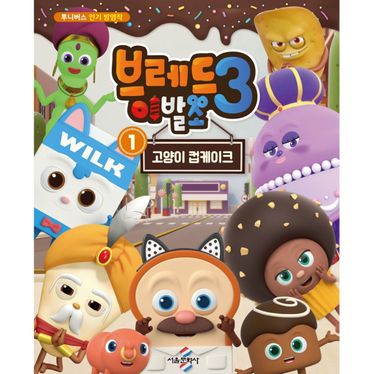 투니버스 인기 방영작
브레드
이발소3
1
고양이 컵케이크
WILK
서울문화사